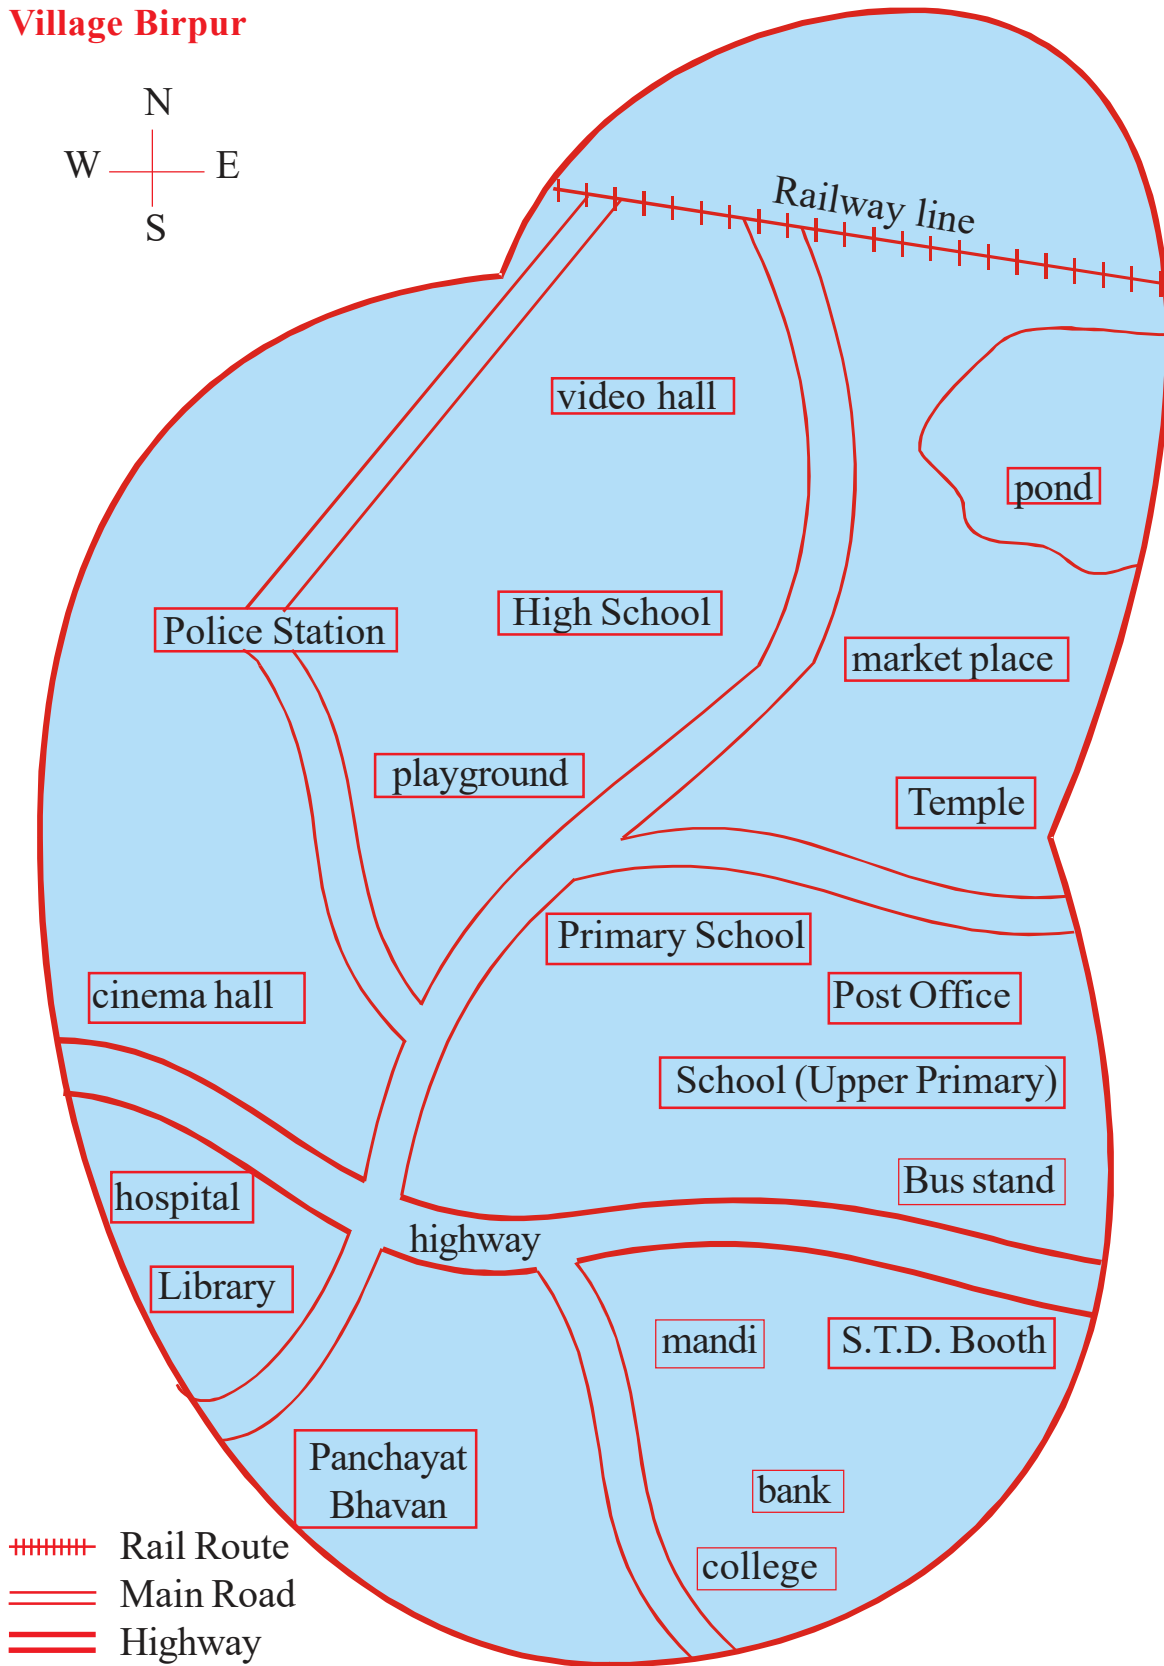 Village Birpur
N
W E
S
Railway line
video hall
pond
High School
Police Station
market place
playground
Temple
Primary School
cinema hall
Post Office
School (Upper Primary)
Bus stand
hospital
highway
Library
mandi
S.T.D. Booth
Panchayat
Bhavan
bank
college
Rail Route
Main Road
Highway